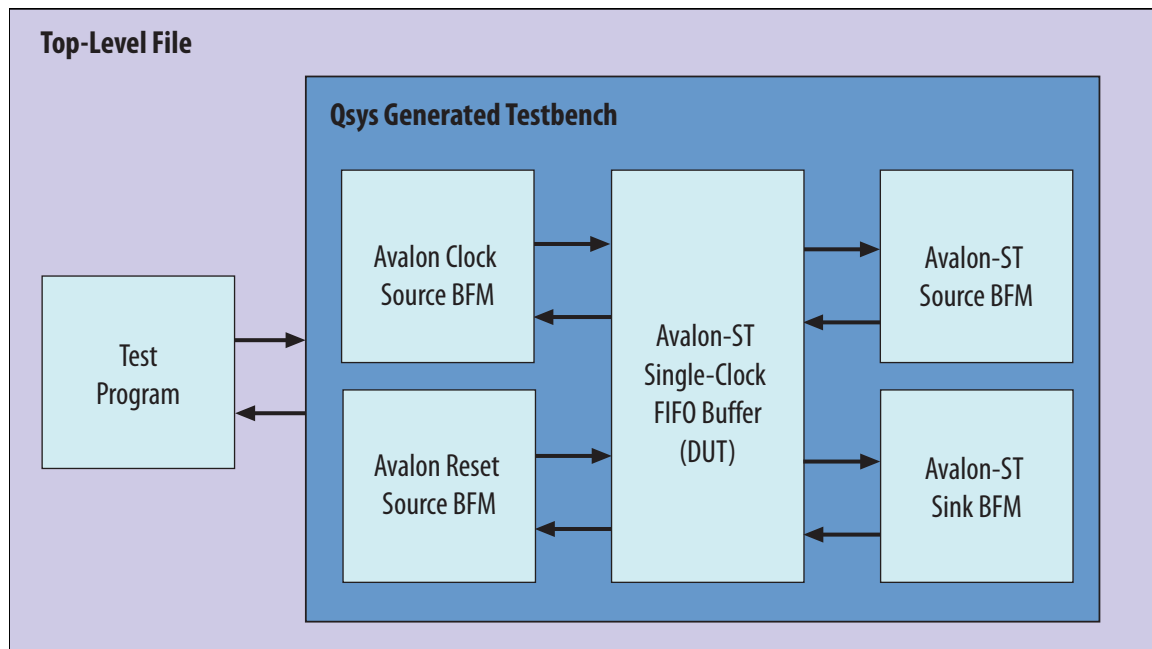 Top-Level File
Qsys Generated Testbench
Test
Program
Avalon Clock
Source BFM
Avalon Reset
Source BFM
Avalon-ST
Single-Clock
FIFO Buffer
(DUT)
Avalon-ST
Source BFM
Avalon-ST
Sink BFM